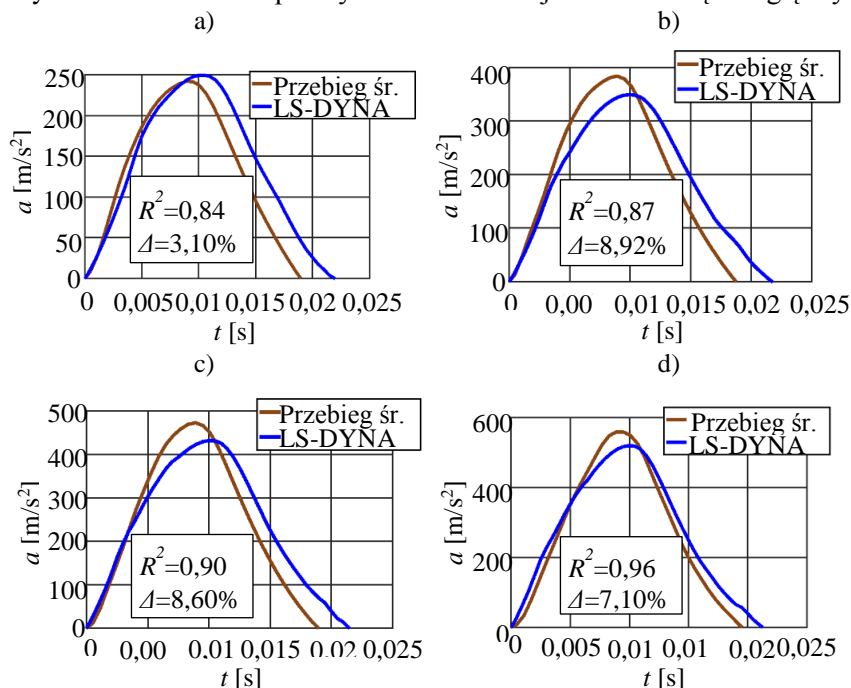 a)
250
200
150
100
50
0
a [m/s²]
Przebieg śr.
LS-DYNA
R²=0,84
Δ=3,10%
0 0,005 0,01 0,015 0,02 0,025
t [s]
b)
400
300
200
100
0
a [m/s²]
Przebieg śr.
LS-DYNA
R²=0,87
Δ=8,92%
0 0,00 0,01 0,015 0,02 0,025
t [s]
c)
500
400
300
200
100
0
a [m/s²]
Przebieg śr.
LS-DYNA
R²=0,90
Δ=8,60%
0 0,00 0,01 0,015 0,02 0,025
t [s]
d)
600
400
200
0
a [m/s²]
Przebieg śr.
LS-DYNA
R²=0,96
Δ=7,10%
0 0,005 0,01 0,01 0,02 0,025
t [s]